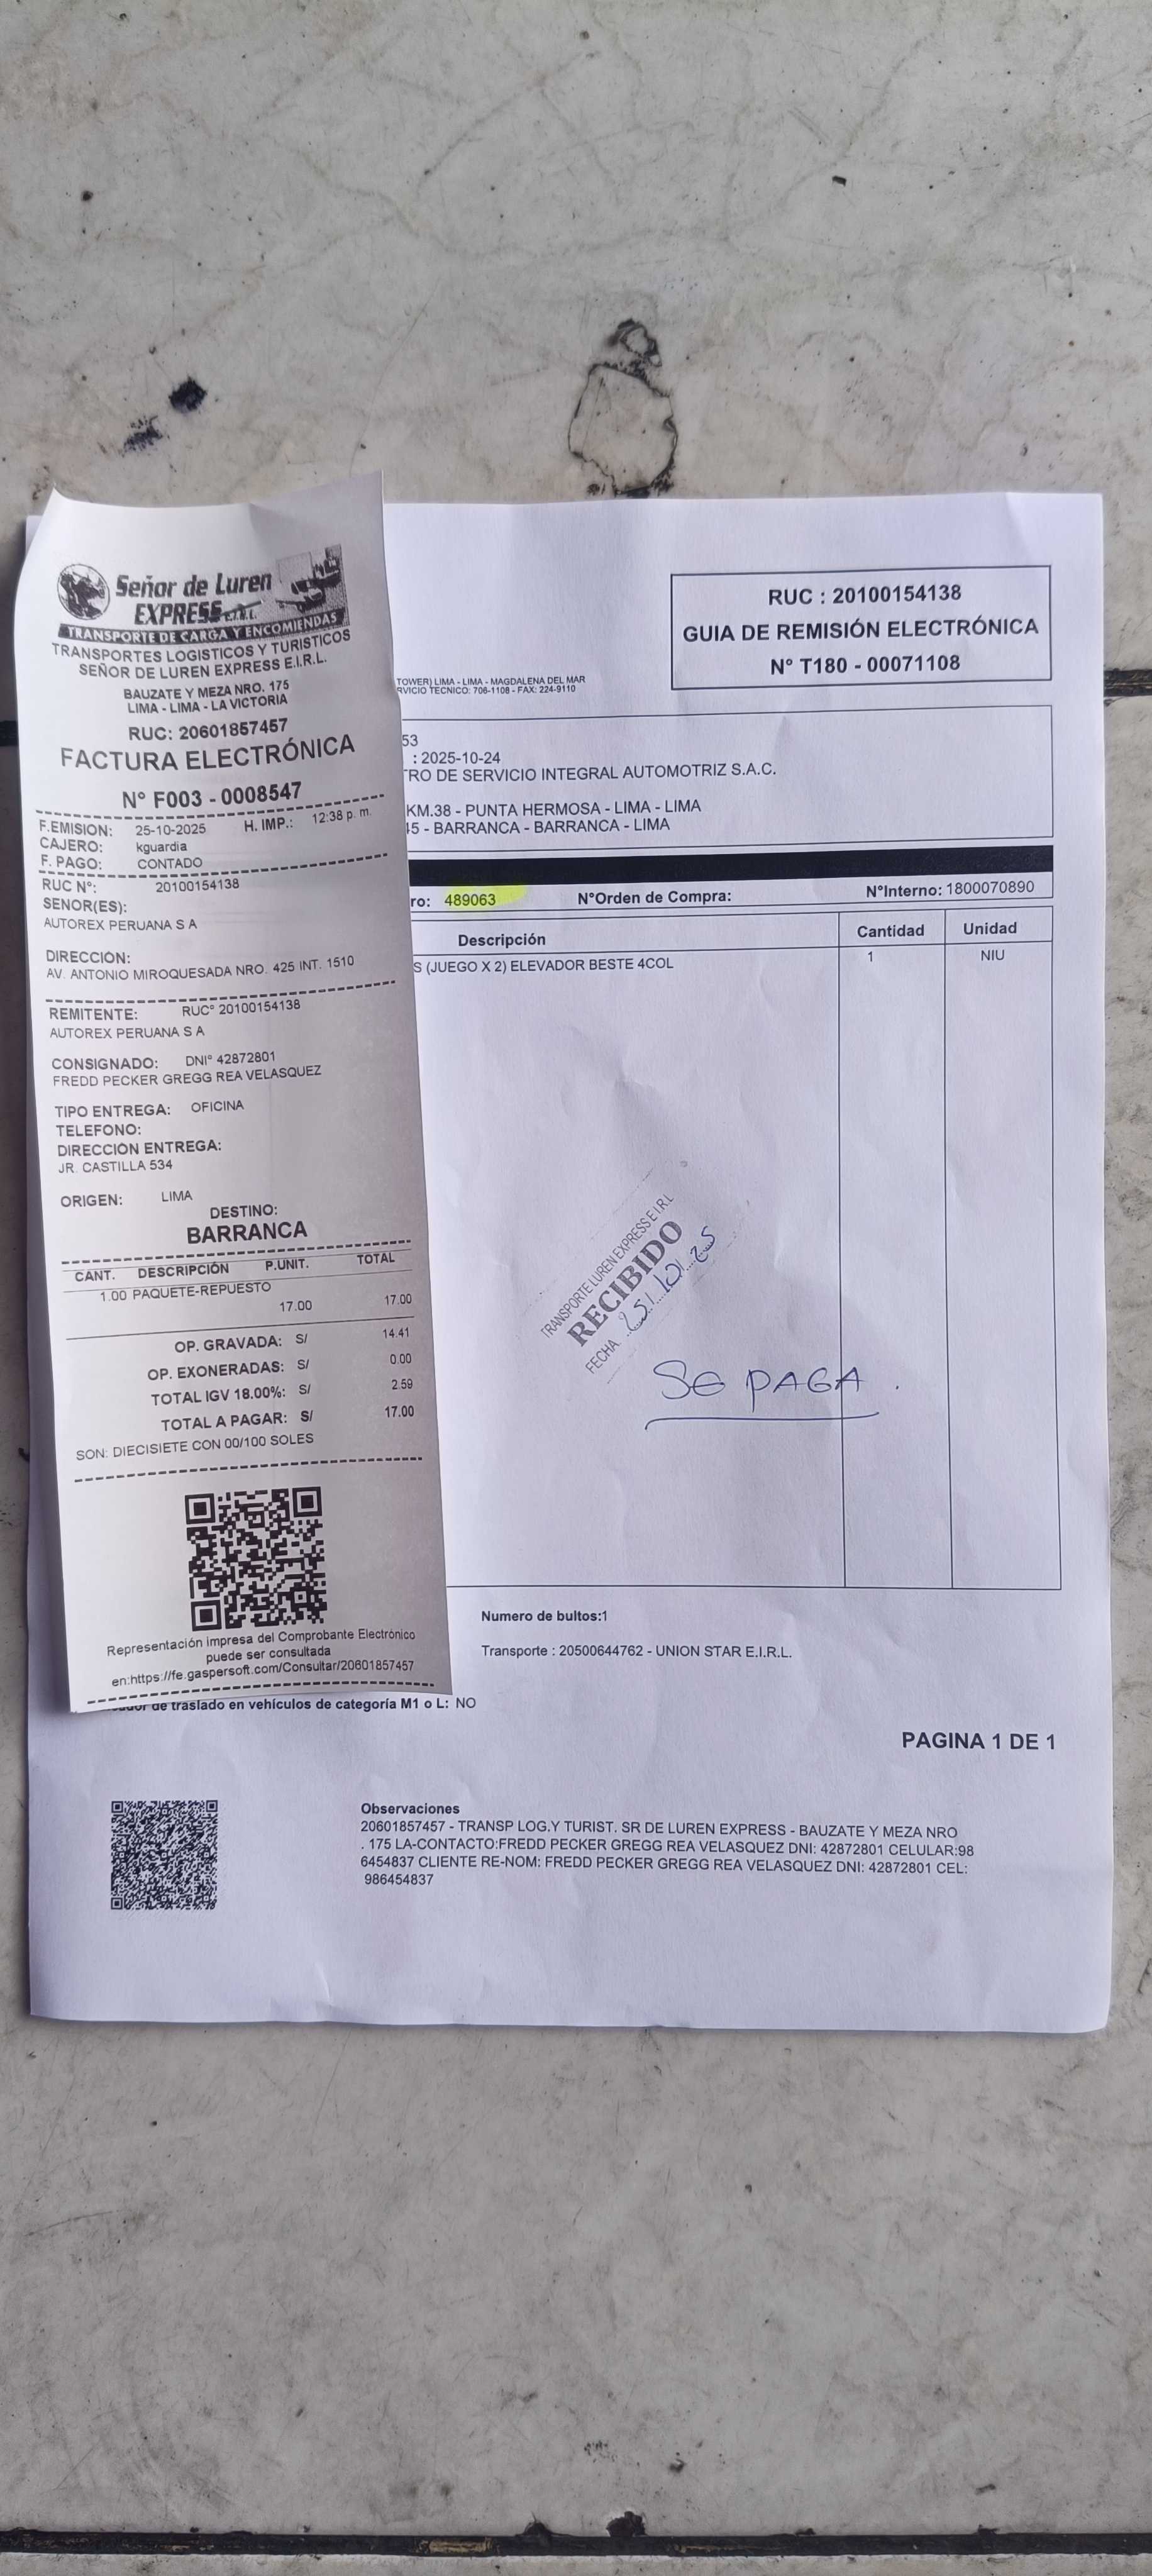 Señor de Luren
EXPRESS E.I.R.L.
TRANSPORTE DE CARGA Y ENCOMIENDAS
TRANSPORTES LOGISTICOS Y TURISTICOS
SEÑOR DE LUREN EXPRESS E.I.R.L.
BAUZATE Y MEZA NRO. 175
LIMA - LIMA - LA VICTORIA
RUC: 20601857457
FACTURA ELECTRÓNICA
N° F003 - 0008547
F.EMISION: 25-10-2025 H. IMP.: 12:38 p. m.
CAJERO: kguardia
F. PAGO: CONTADO
RUC N°: 20100154138
SENOR(ES):
AUTOREX PERUANA S A
DIRECCIÓN:
AV. ANTONIO MIROQUESADA NRO. 425 INT. 1510
REMITENTE: RUC° 20100154138
AUTOREX PERUANA S A
CONSIGNADO: DNI° 42872801
FREDD PECKER GREGG REA VELASQUEZ
TIPO ENTREGA: OFICINA
TELEFONO:
DIRECCION ENTREGA:
JR. CASTILLA 534
ORIGEN: LIMA
DESTINO:
BARRANCA
CANT. DESCRIPCIÓN P.UNIT. TOTAL
1.00 PAQUETE-REPUESTO
17.00 17.00
OP. GRAVADA: S/ 14.41
OP. EXONERADAS: S/ 0.00
TOTAL IGV 18.00%: S/ 2.59
TOTAL A PAGAR: S/ 17.00
SON: DIECISIETE CON 00/100 SOLES
Representación impresa del Comprobante Electrónico
puede ser consultada
en:https://fe.gaspersoft.com/Consultar/20601857457
RUC : 20100154138
GUIA DE REMISIÓN ELECTRÓNICA
N° T180 - 00071108
TOWER) LIMA - LIMA - MAGDALENA DEL MAR
RVICIO TECNICO: 706-1108 - FAX: 224-9110
53
: 2025-10-24
TRO DE SERVICIO INTEGRAL AUTOMOTRIZ S.A.C.
KM.38 - PUNTA HERMOSA - LIMA - LIMA
45 - BARRANCA - BARRANCA - LIMA
ro: 489063 N°Orden de Compra: N°Interno: 1800070890
Descripción Cantidad Unidad
S (JUEGO X 2) ELEVADOR BESTE 4COL 1 NIU
TRANSPORTE LUREN EXPRESS E.I.R.L
RECIBIDO
FECHA 25/10/25
SE PAGA.
Numero de bultos:1
Transporte : 20500644762 - UNION STAR E.I.R.L.
de traslado en vehículos de categoría M1 o L: NO
PAGINA 1 DE 1
Observaciones
20601857457 - TRANSP LOG.Y TURIST. SR DE LUREN EXPRESS - BAUZATE Y MEZA NRO
. 175 LA-CONTACTO:FREDD PECKER GREGG REA VELASQUEZ DNI: 42872801 CELULAR:98
6454837 CLIENTE RE-NOM: FREDD PECKER GREGG REA VELASQUEZ DNI: 42872801 CEL:
986454837